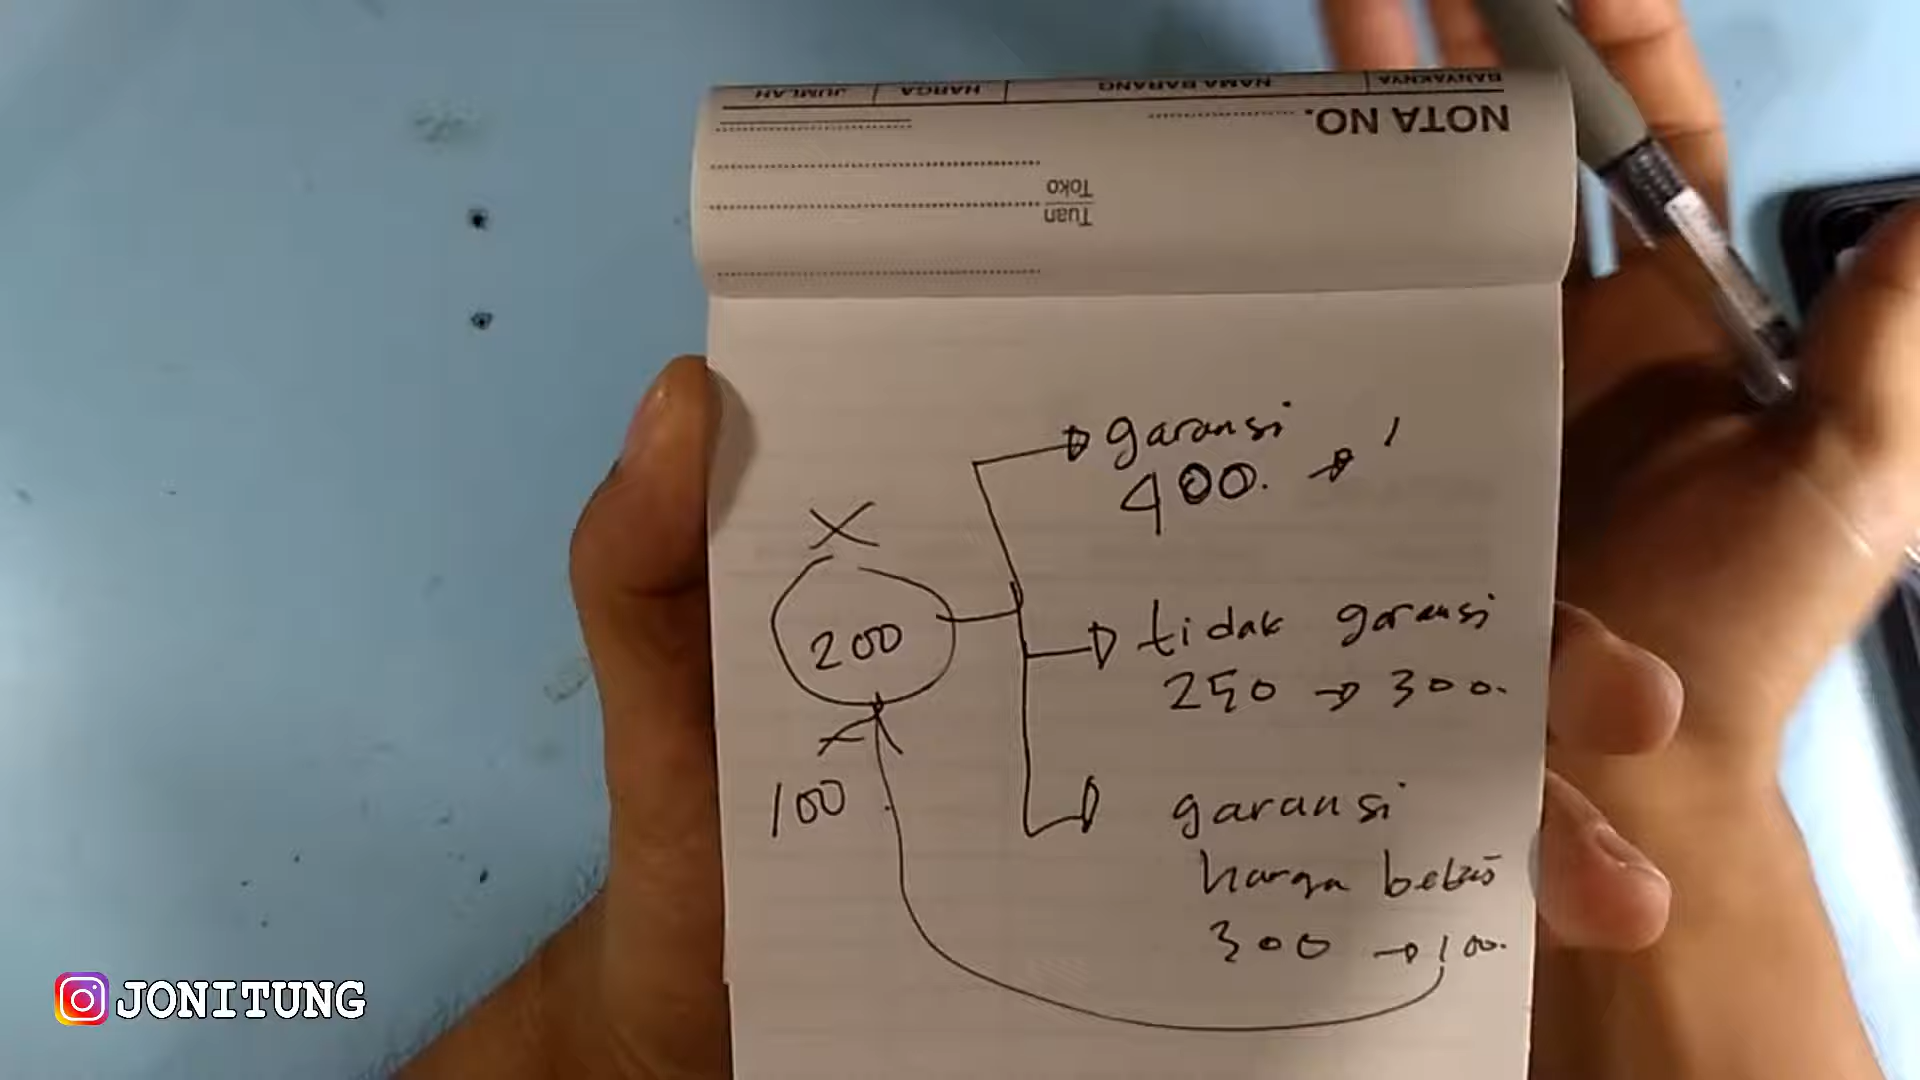 BANYAKNYA NAMA BARANG HARGA JUMLAH
NOTA NO.
Tuan
Toko
garansi
400.
X
200
tidak garansi
250 → 300.
100
garansi
harga bebas
300 → 100.
JONITUNG